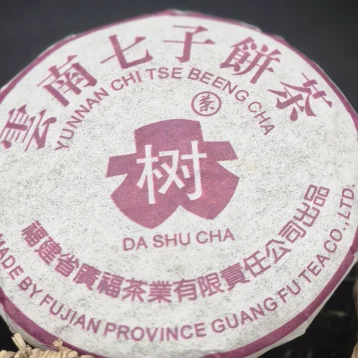 雲南七子餅茶
YUNNAN CHI TSE BEENG CHA
树
DA SHU CHA
福建省廣福茶業有限責任公司出品
MADE BY FUJIAN PROVINCE GUANG FU TEA CO., LTD